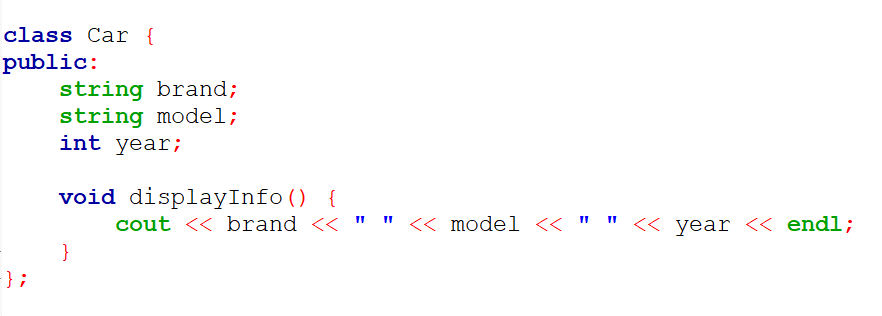 class Car {
public:
    string brand;
    string model;
    int year;

    void displayInfo() {
        cout << brand << " " << model << " " << year << endl;
    }
};